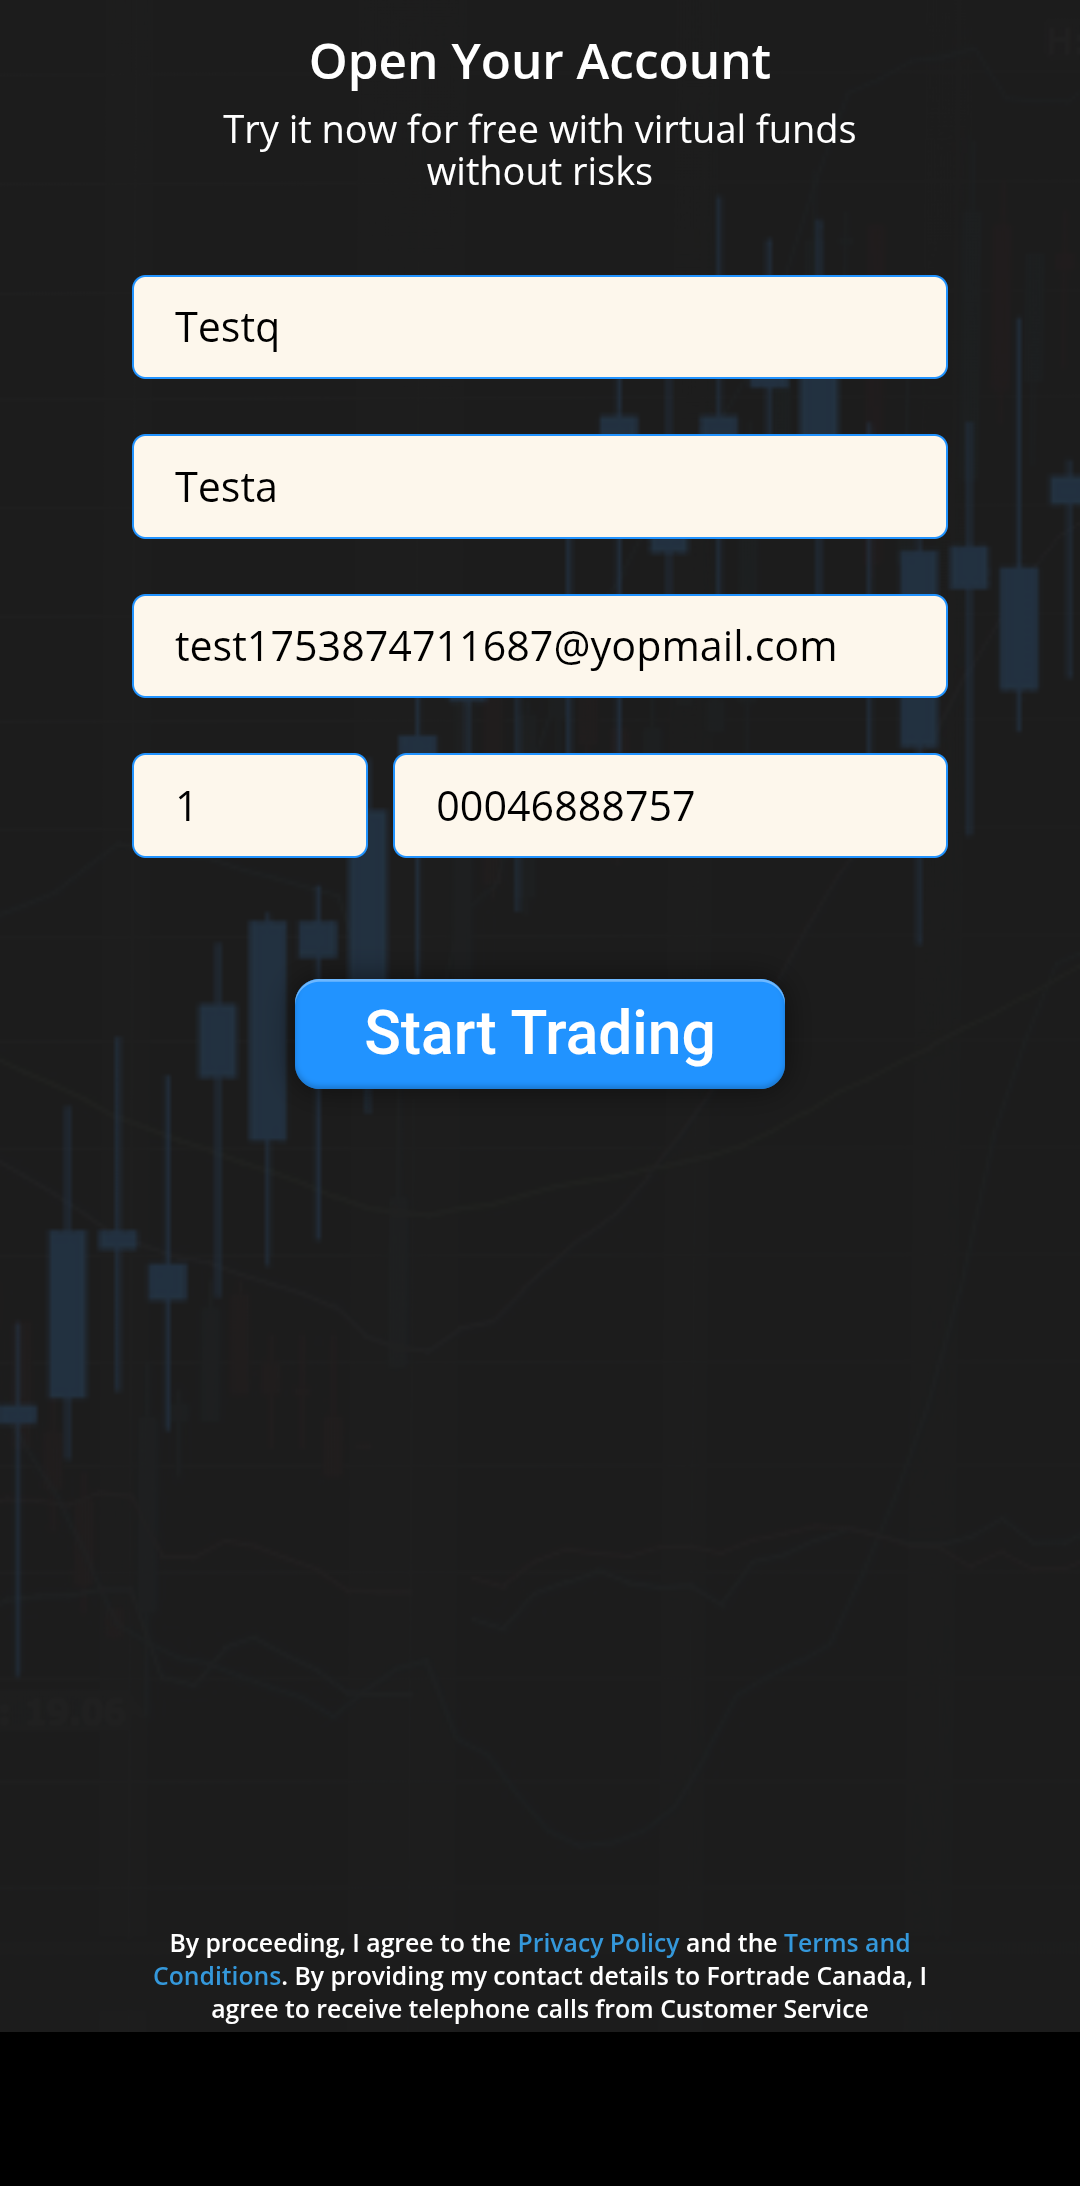 Open Your Account
Try it now for free with virtual funds
without risks
Testq
Testa
test1753874711687@yopmail.com
1 00046888757
Start Trading
19.06
By proceeding, I agree to the Privacy Policy and the Terms and
Conditions. By providing my contact details to Fortrade Canada, I
agree to receive telephone calls from Customer Service